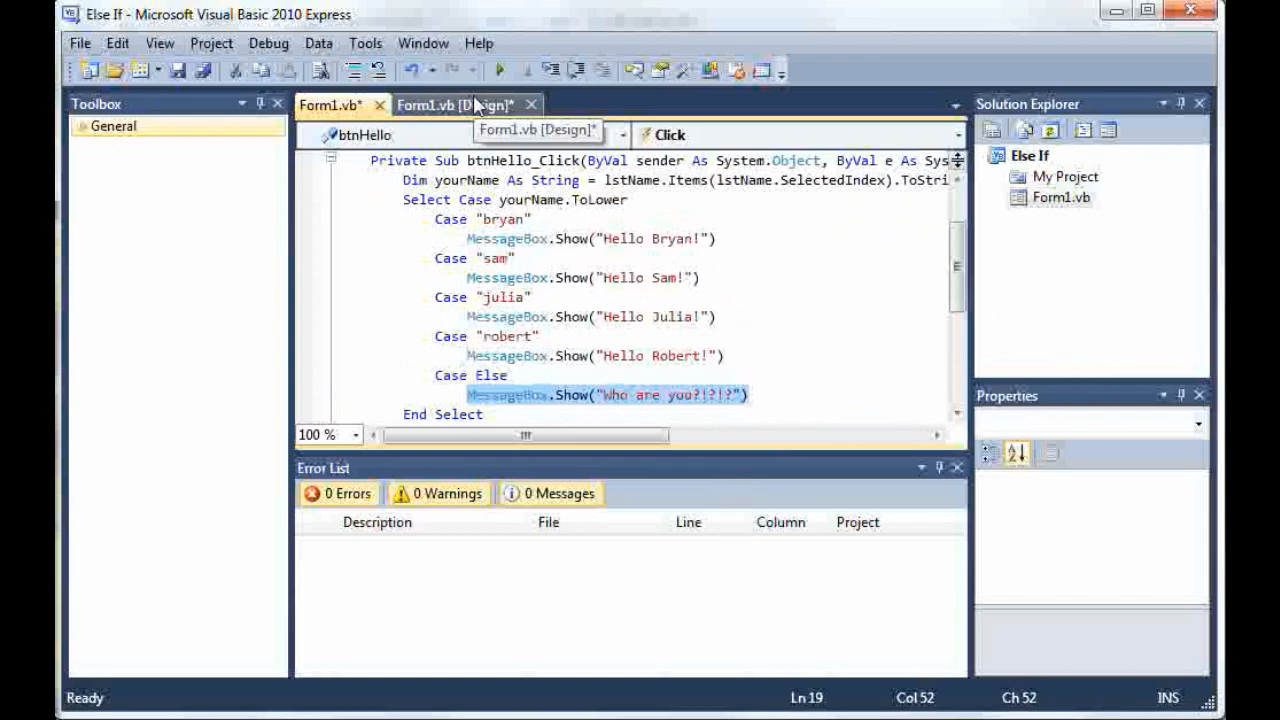 Else If - Microsoft Visual Basic 2010 Express
File Edit View Project Debug Data Tools Window Help
Toolbox
General
Form1.vb* Form1.vb [Design]*
Form1.vb [Design]*
btnHello Click
Private Sub btnHello_Click(ByVal sender As System.Object, ByVal e As Sys
Dim yourName As String = lstName.Items(lstName.SelectedIndex).ToStri
Select Case yourName.ToLower
Case "bryan"
MessageBox.Show("Hello Bryan!")
Case "sam"
MessageBox.Show("Hello Sam!")
Case "julia"
MessageBox.Show("Hello Julia!")
Case "robert"
MessageBox.Show("Hello Robert!")
Case Else
MessageBox.Show("Who are you?!?!?")
End Select
100 %
Error List
0 Errors 0 Warnings 0 Messages
Description File Line Column Project
Solution Explorer
Else If
My Project
Form1.vb
Properties
Ready Ln 19 Col 52 Ch 52 INS